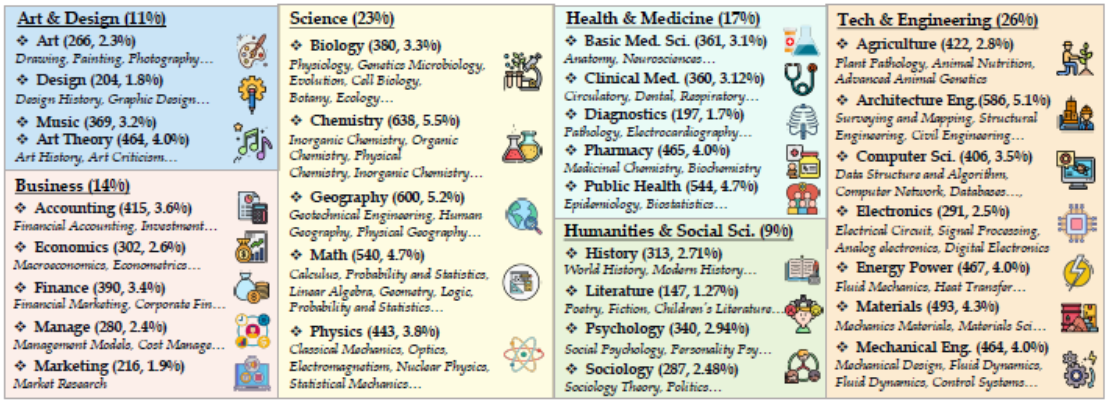 Art & Design (11%)
❖ Art (266, 2.3%)
Drawing, Painting, Photography...
❖ Design (204, 1.8%)
Design History, Graphic Design...
❖ Music (369, 3.2%)
❖ Art Theory (464, 4.0%)
Art History, Art Criticism...
Business (14%)
❖ Accounting (415, 3.6%)
Financial Accounting, Investment...
❖ Economics (302, 2.6%)
Macroeconomics, Econometrics...
❖ Finance (390, 3.4%)
Financial Marketing, Corporate Fin...
❖ Manage (280, 2.4%)
Management Models, Cost Manage...
❖ Marketing (216, 1.9%)
Market Research
Science (23%)
❖ Biology (380, 3.3%)
Physiology, Genetics Microbiology,
Evolution, Cell Biology,
Botany, Ecology...
❖ Chemistry (638, 5.5%)
Inorganic Chemistry, Organic
Chemistry, Physical
Chemistry, Inorganic Chemistry...
❖ Geography (600, 5.2%)
Geotechnical Engineering, Human
Geography, Physical Geography...
❖ Math (540, 4.7%)
Calculus, Probability and Statistics,
Linear Algebra, Geometry, Logic,
Probability and Statistics...
❖ Physics (443, 3.8%)
Classical Mechanics, Optics,
Electromagnetism, Nuclear Physics,
Statistical Mechanics...
Health & Medicine (17%)
❖ Basic Med. Sci. (361, 3.1%)
Anatomy, Neurosciences...
❖ Clinical Med. (360, 3.12%)
Circulatory, Dental, Respiratory...
❖ Diagnostics (197, 1.7%)
Pathology, Electrocardiography...
❖ Pharmacy (465, 4.0%)
Medicinal Chemistry, Biochemistry
❖ Public Health (544, 4.7%)
Epidemiology, Biostatistics...
Humanities & Social Sci. (9%)
❖ History (313, 2.71%)
World History, Modern History...
❖ Literature (147, 1.27%)
Poetry, Fiction, Children's Literature...
❖ Psychology (340, 2.94%)
Social Psychology, Personality Psy...
❖ Sociology (287, 2.48%)
Sociology Theory, Politics...
Tech & Engineering (26%)
❖ Agriculture (422, 2.8%)
Plant Pathology, Animal Nutrition,
Advanced Animal Genetics
❖ Architecture Eng.(586, 5.1%)
Surveying and Mapping, Structural
Engineering, Civil Engineering...
❖ Computer Sci. (406, 3.5%)
Data Structure and Algorithm,
Computer Network, Databases...,
❖ Electronics (291, 2.5%)
Electrical Circuit, Signal Processing,
Analog electronics, Digital Electronics
❖ Energy Power (467, 4.0%)
Fluid Mechanics, Heat Transfer...
❖ Materials (493, 4.3%)
Mechanics Materials, Materials Sci...
❖ Mechanical Eng. (464, 4.0%)
Mechanical Design, Fluid Dynamics,
Fluid Dynamics, Control Systems...